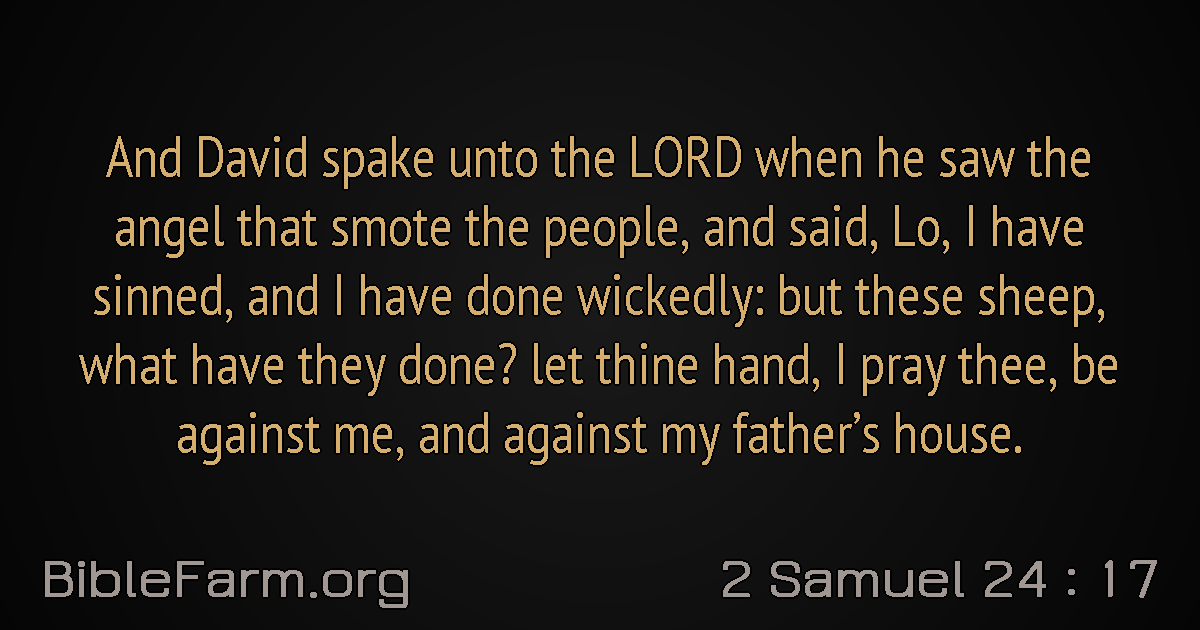 And David spake unto the LORD when he saw the
angel that smote the people, and said, Lo, I have
sinned, and I have done wickedly: but these sheep,
what have they done? let thine hand, I pray thee, be
against me, and against my father’s house.
BibleFarm.org
2 Samuel 24 : 17